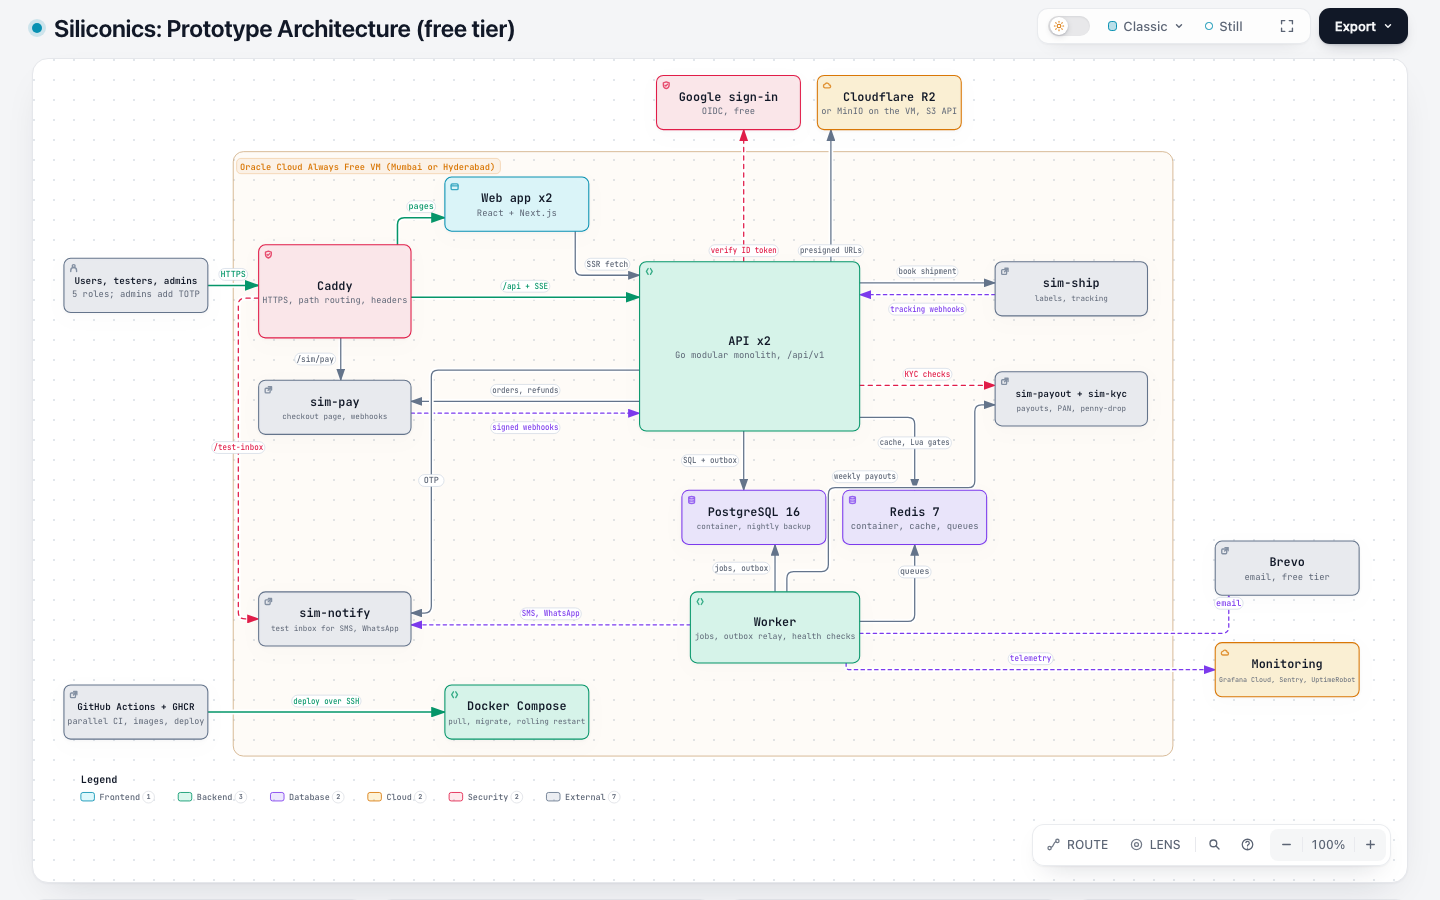 Siliconics: Prototype Architecture (free tier)
Classic
Still
Export
Google sign-in
OIDC, free
Cloudflare R2
or MinIO on the VM, S3 API
Oracle Cloud Always Free VM (Mumbai or Hyderabad)
Web app x2
React + Next.js
pages
verify ID token
presigned URLs
SSR fetch
Users, testers, admins
5 roles; admins add TOTP
HTTPS
Caddy
HTTPS, path routing, headers
/api + SSE
API x2
Go modular monolith, /api/v1
book shipment
tracking webhooks
sim-ship
labels, tracking
/sim/pay
sim-pay
checkout page, webhooks
orders, refunds
signed webhooks
KYC checks
sim-payout + sim-kyc
payouts, PAN, penny-drop
/test-inbox
OTP
SQL + outbox
cache, Lua gates
weekly payouts
PostgreSQL 16
container, nightly backup
Redis 7
container, cache, queues
jobs, outbox
queues
Brevo
email, free tier
email
sim-notify
test inbox for SMS, WhatsApp
SMS, WhatsApp
Worker
jobs, outbox relay, health checks
telemetry
Monitoring
Grafana Cloud, Sentry, UptimeRobot
GitHub Actions + GHCR
parallel CI, images, deploy
deploy over SSH
Docker Compose
pull, migrate, rolling restart
Legend
Frontend 1
Backend 3
Database 2
Cloud 2
Security 2
External 7
ROUTE
LENS
100%